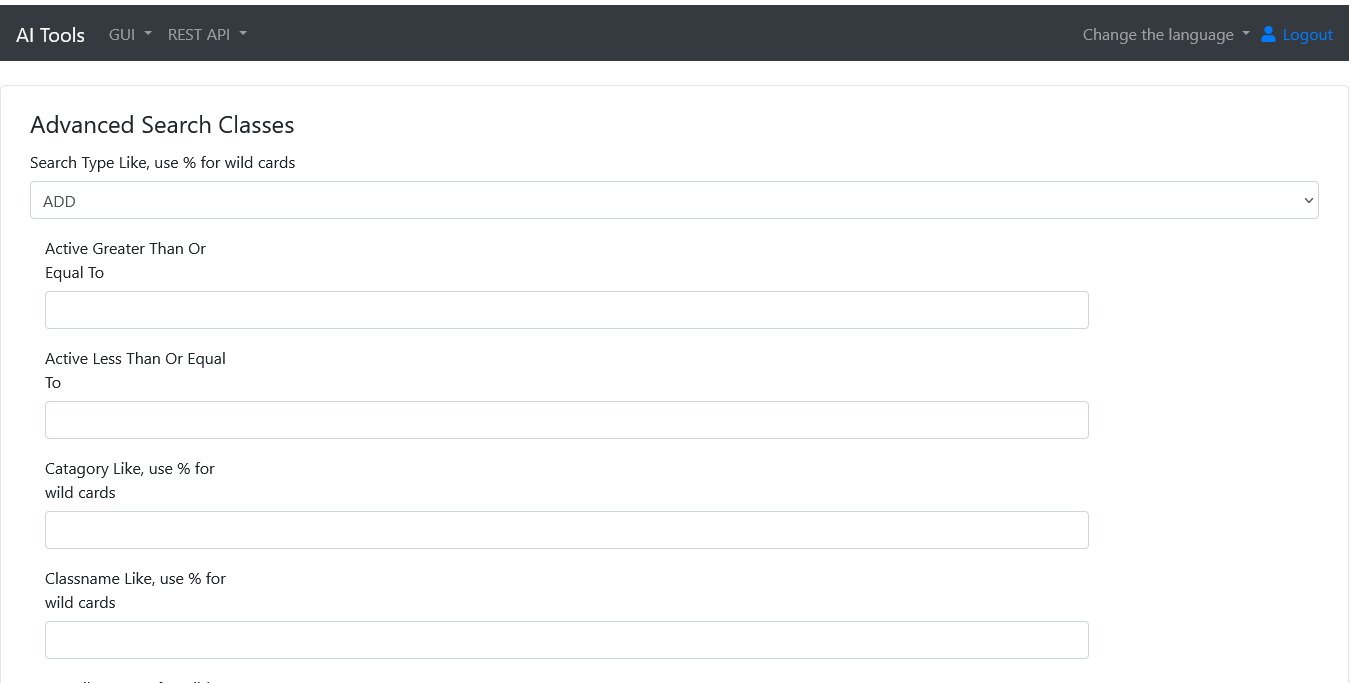 AI Tools GUI REST API Change the language Logout
Advanced Search Classes
Search Type Like, use % for wild cards
ADD
Active Greater Than Or
Equal To
Active Less Than Or Equal
To
Catagory Like, use % for
wild cards
Classname Like, use % for
wild cards